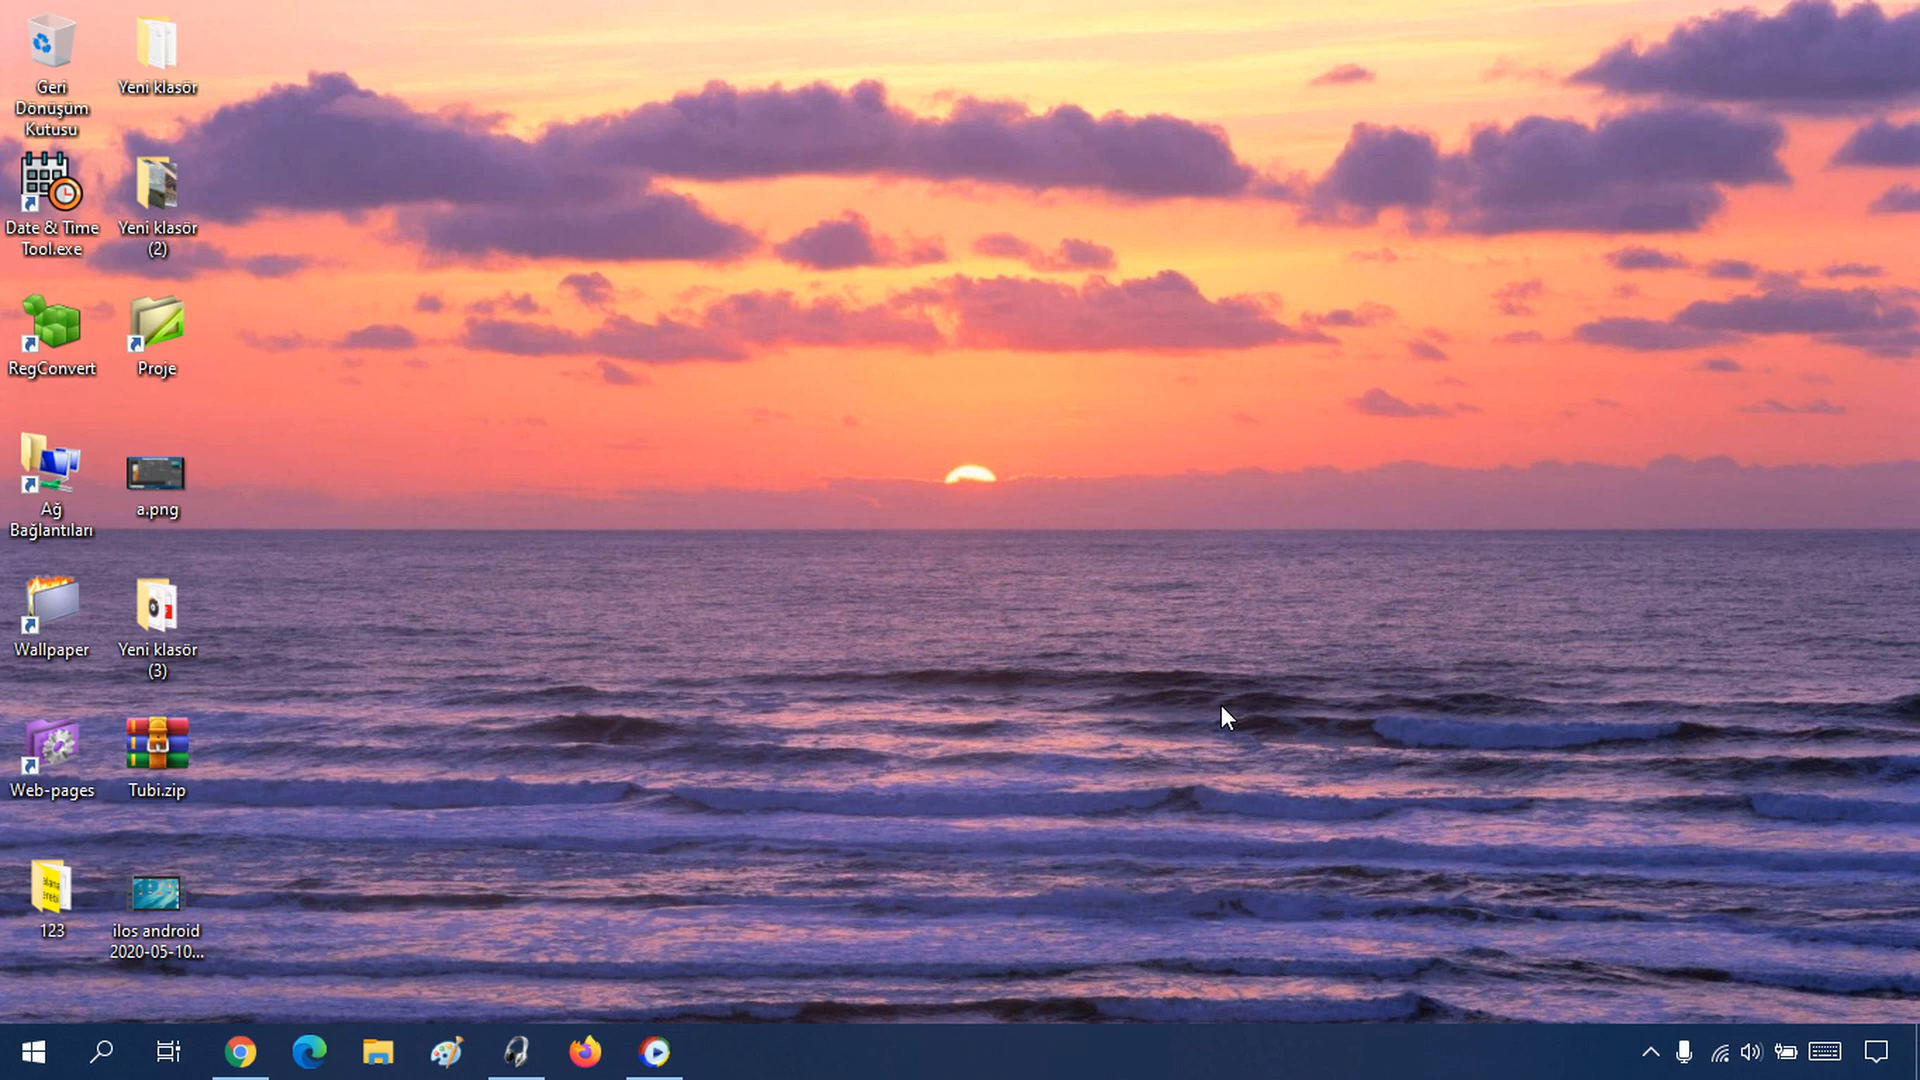 Geri
Dönüşüm
Kutusu
Yeni klasör
Date & Time
Tool.exe
Yeni klasör
(2)
RegConvert
Proje
Ağ
Bağlantıları
a.png
Wallpaper
Yeni klasör
(3)
Web-pages
Tubi.zip
123
ilos android
2020-05-10...